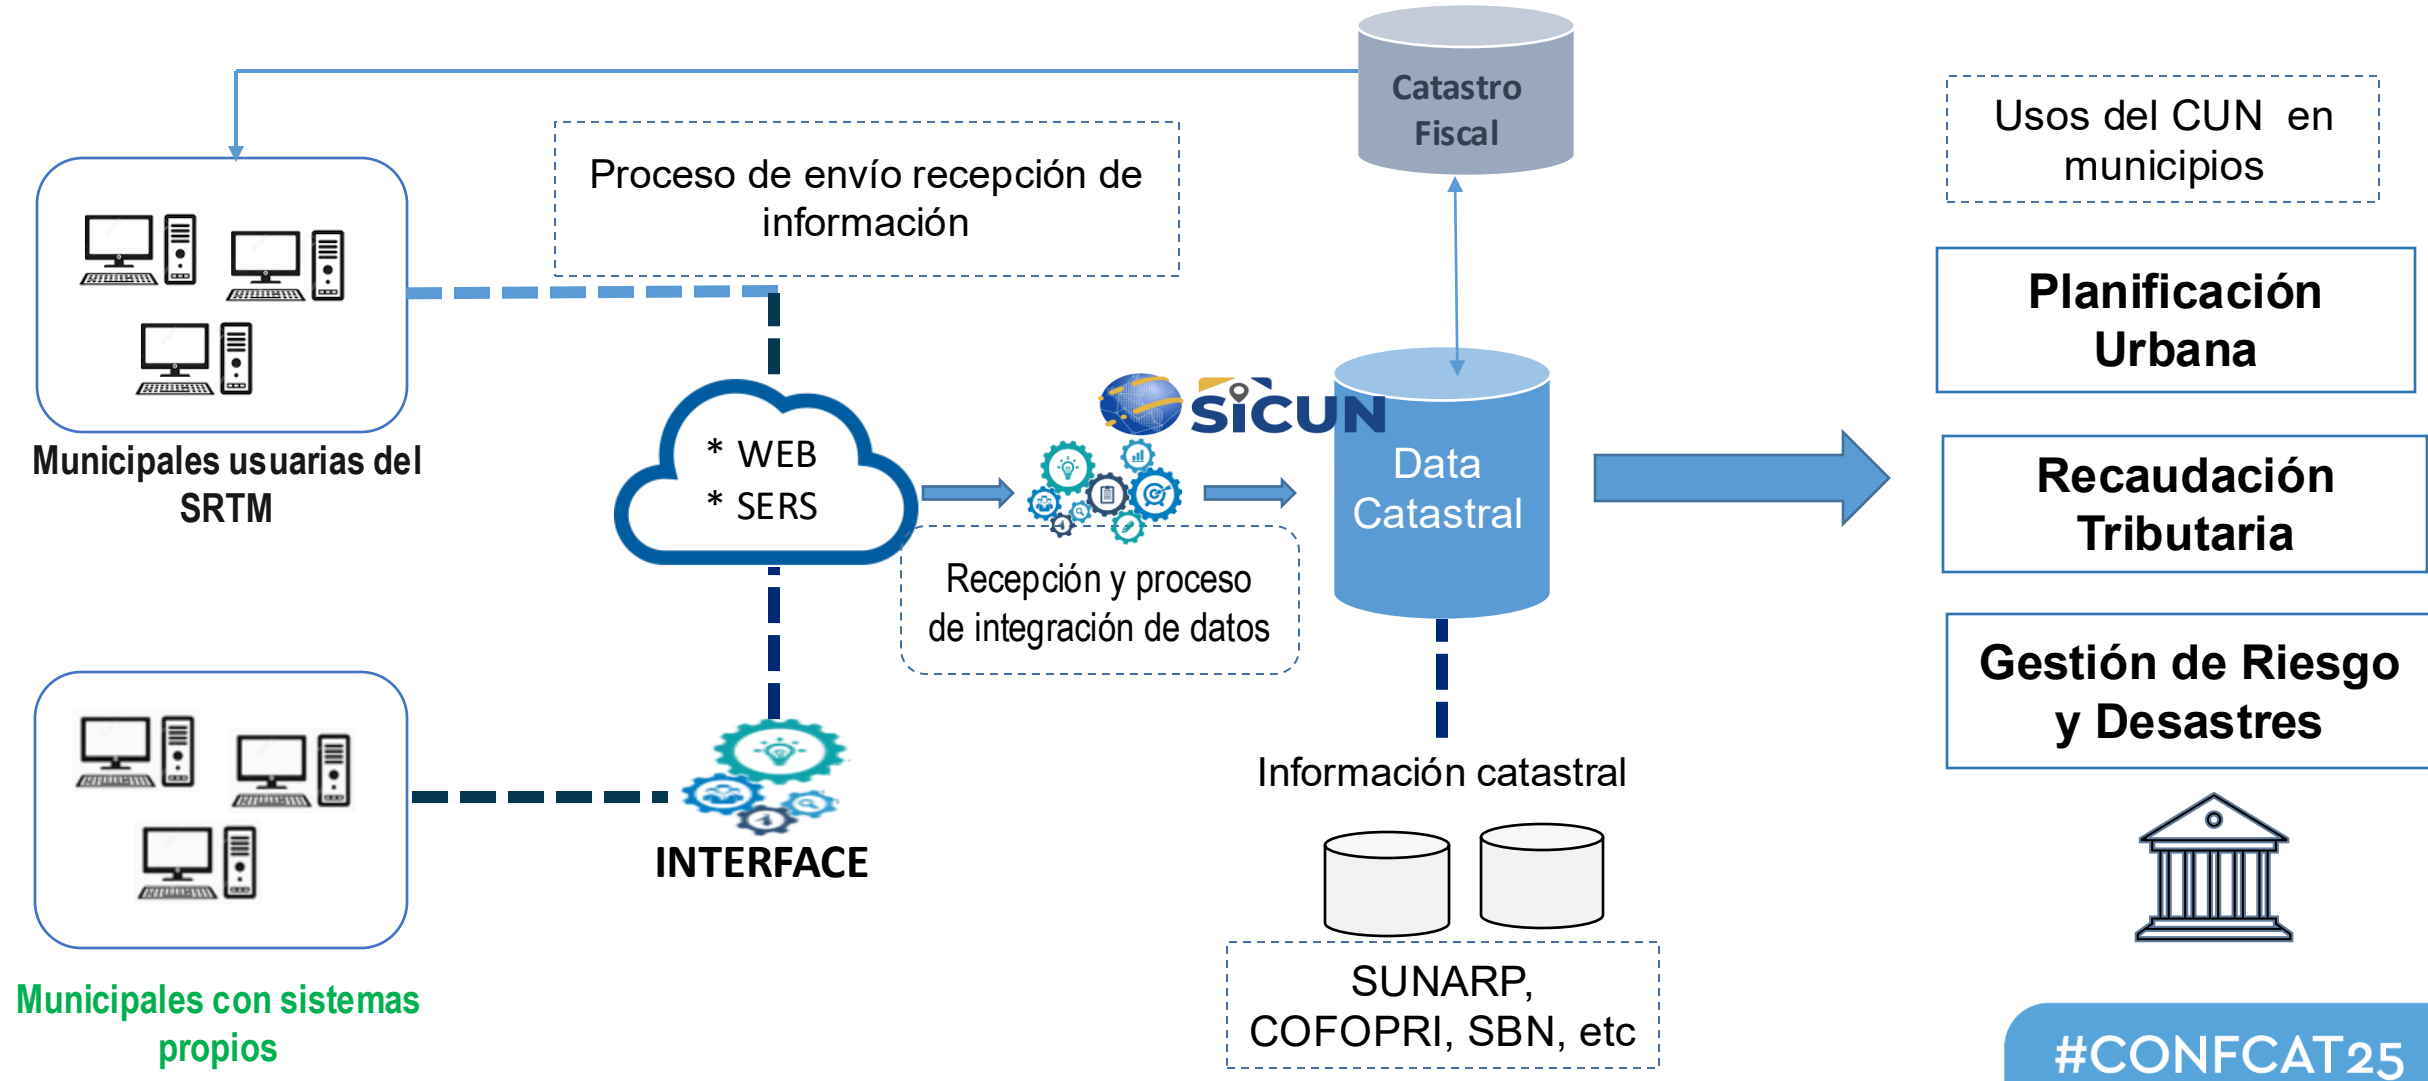 Catastro
Fiscal
Usos del CUN en
municipios
Proceso de envío recepción de
información
Planificación
Urbana
SiCUN
Municipales usuarias del
SRTM
* WEB
* SERS
Data
Catastral
Recaudación
Tributaria
Recepción y proceso
de integración de datos
Gestión de Riesgo
y Desastres
Información catastral
INTERFACE
SUNARP,
COFOPRI, SBN, etc
Municipales con sistemas
propios
#CONFCAT25